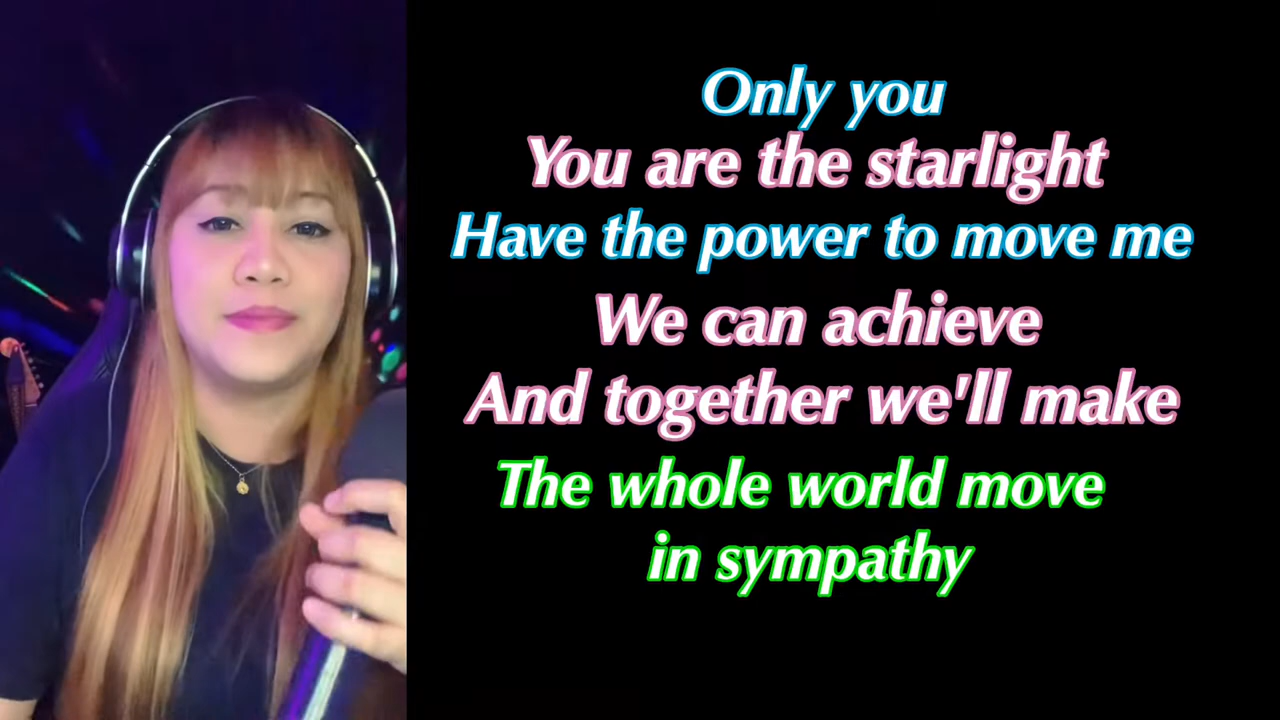 Only you
You are the starlight
Have the power to move me
We can achieve
And together we'll make
The whole world move
in sympathy